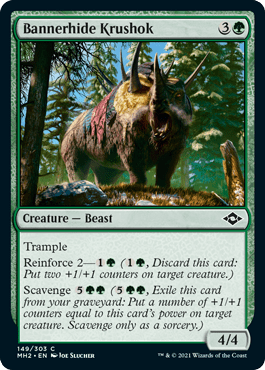 Bannerhide Krushok 3
Creature — Beast
Trample
Reinforce 2—1 (1,
Discard this card:
Put two +1/+1 counters on target creature.)
Scavenge 5 (5, Exile this
card from your graveyard: Put a number of +1/+1
counters equal to this card's power on target
creature. Scavenge only as a sorcery.)
4/4
149/303 C
MH2 • EN Joe Slucher
™ & © 2021 Wizards of the Coast